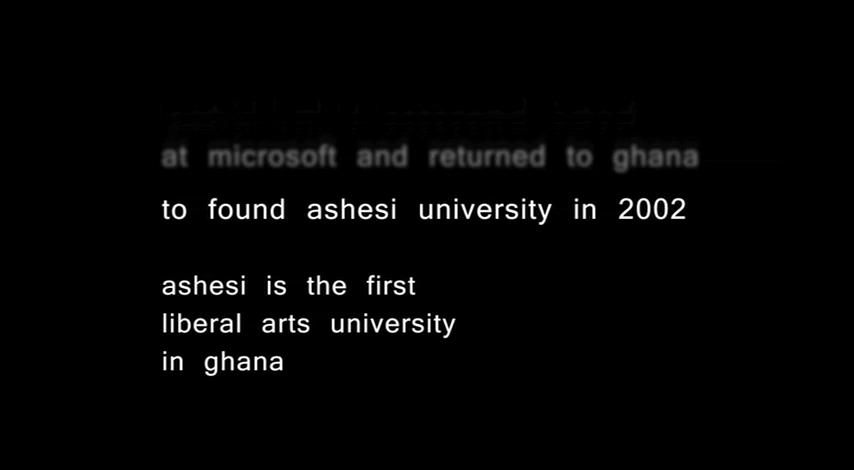 at microsoft and returned to ghana
to found ashesi university in 2002
ashesi is the first
liberal arts university
in ghana